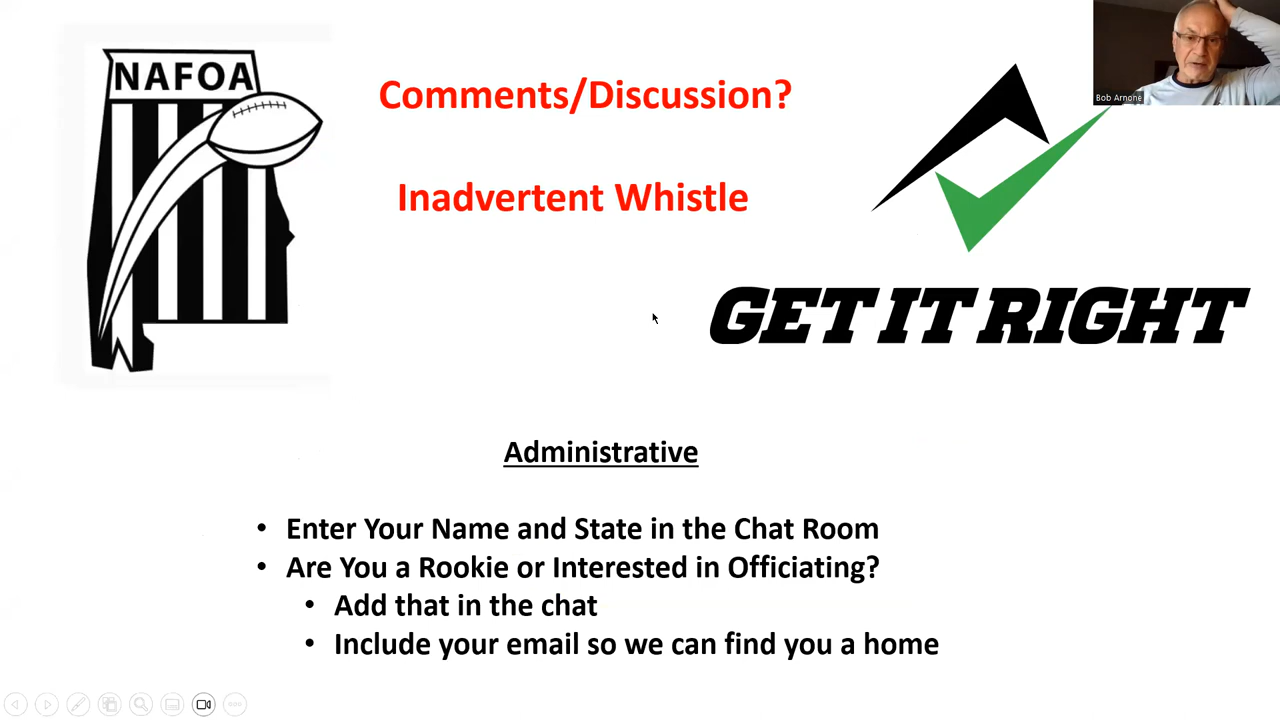 NAFOA
Comments/Discussion?
Inadvertent Whistle
Bob Arnone
GET IT RIGHT
Administrative
• Enter Your Name and State in the Chat Room
• Are You a Rookie or Interested in Officiating?
• Add that in the chat
• Include your email so we can find you a home